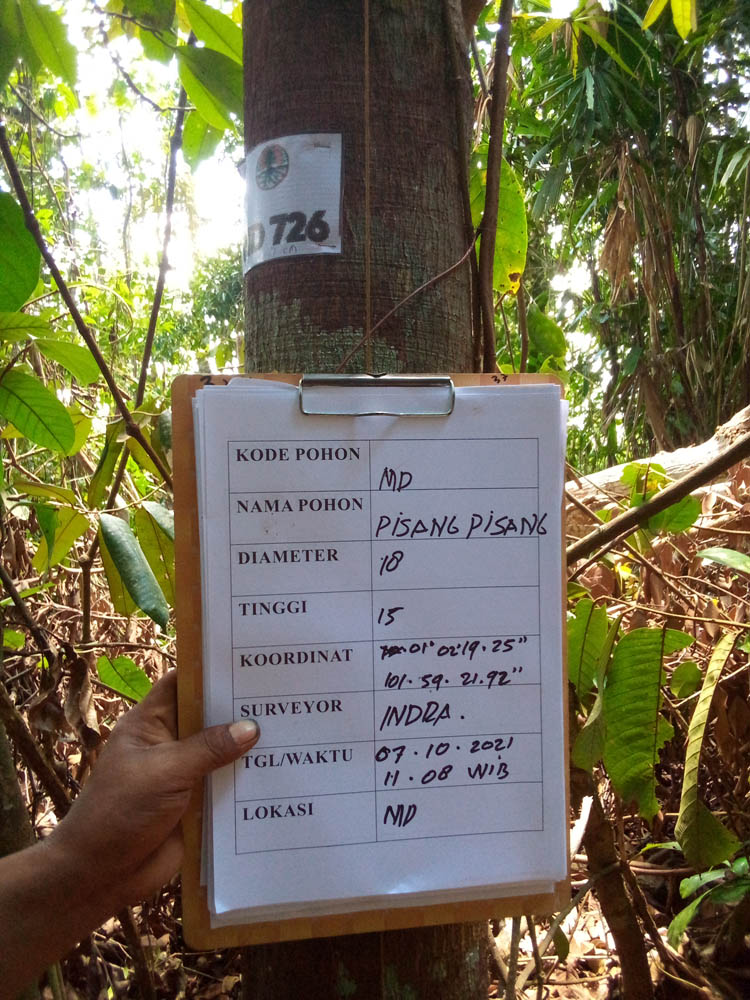 726
KODE POHON MD
NAMA POHON PISANG PISANG
DIAMETER 18
TINGGI 15
KOORDINAT 01° 02'19.25"
101.59.21.92"
SURVEYOR INDRA.
TGL/WAKTU 07.10.2021
11.08 WIB
LOKASI MD